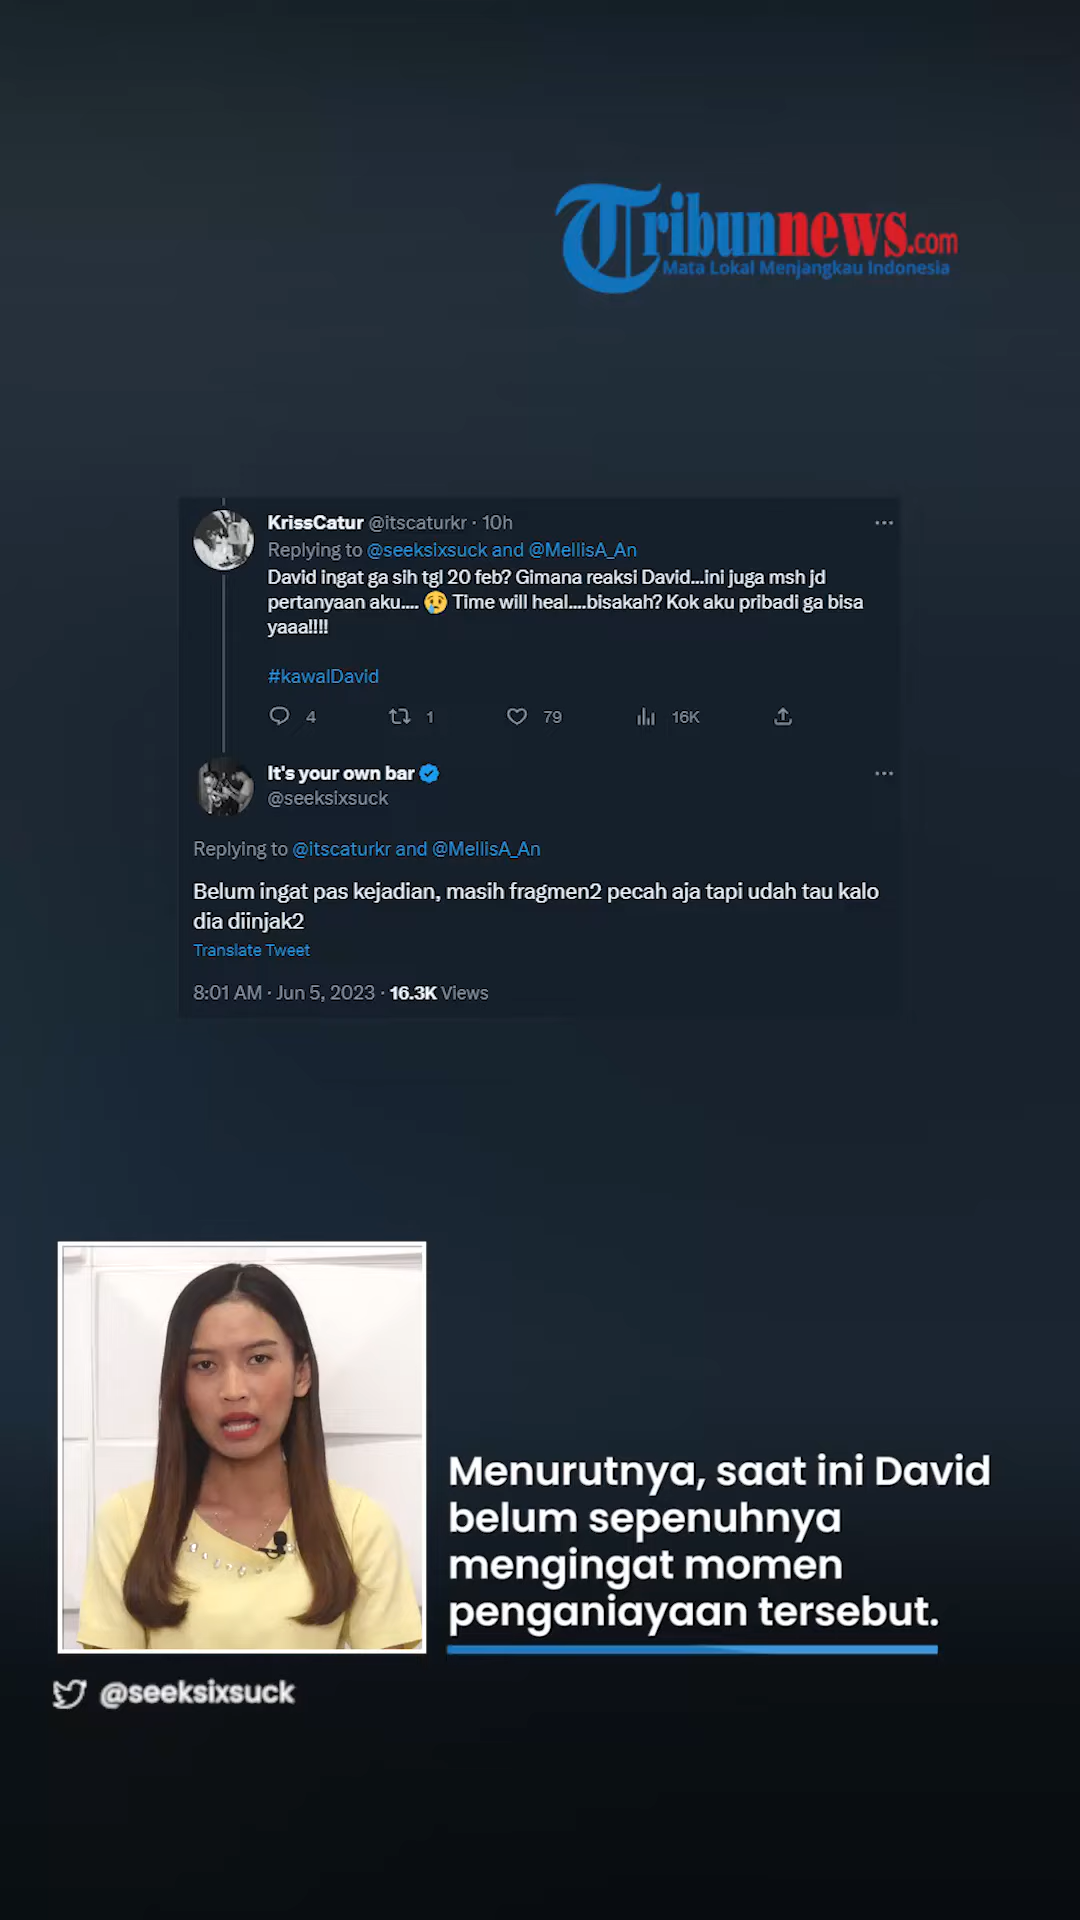 Tribunnews.com
Mata Lokal Menjangkau Indonesia
KrissCatur @itscaturkr · 10h
Replying to @seeksixsuck and @MellisA_An
David ingat ga sih tgl 20 feb? Gimana reaksi David...ini juga msh jd
pertanyaan aku.... 😢 Time will heal....bisakah? Kok aku pribadi ga bisa
yaaa!!!!
#kawalDavid
4 1 79 16K
It's your own bar
@seeksixsuck
Replying to @itscaturkr and @MellisA_An
Belum ingat pas kejadian, masih fragmen2 pecah aja tapi udah tau kalo
dia diinjak2
Translate Tweet
8:01 AM · Jun 5, 2023 · 16.3K Views
Menurutnya, saat ini David
belum sepenuhnya
mengingat momen
penganiayaan tersebut.
@seeksixsuck